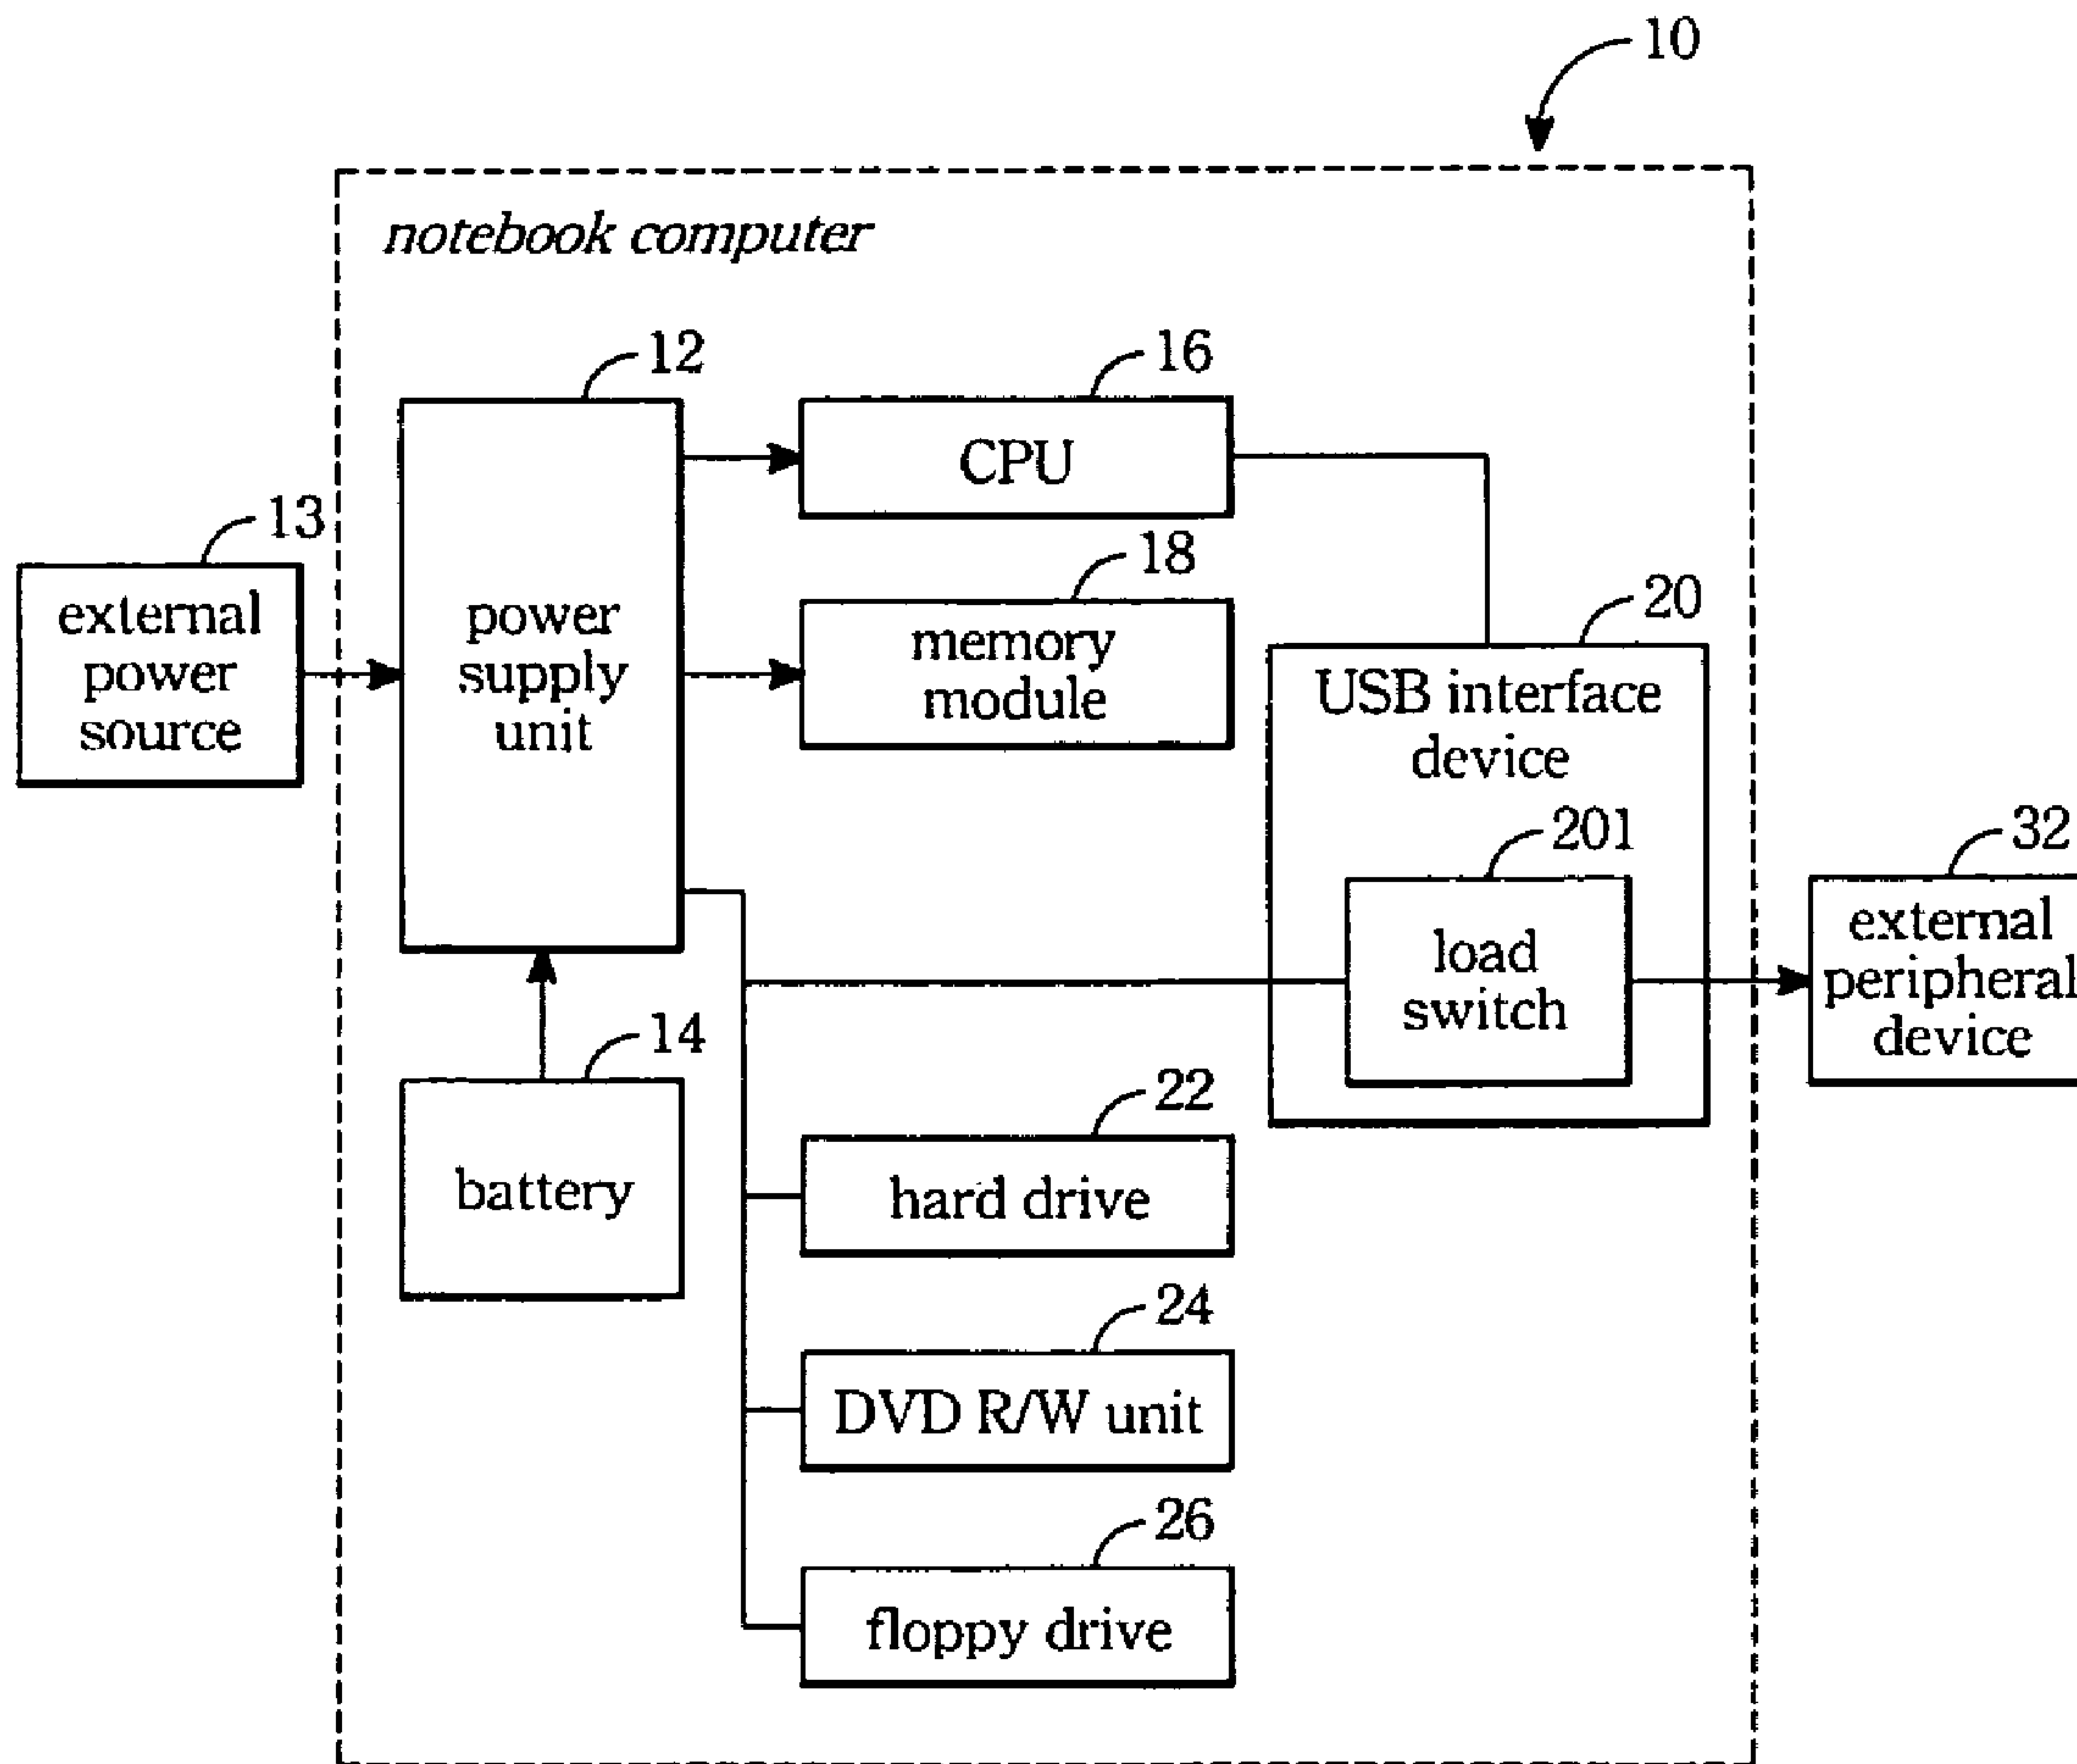 10
notebook computer
12
16
CPU
13
external
power
source
power
supply
unit
18
memory
module
20
USB interface
device
201
load
switch
32
external
peripheral
device
14
battery
22
hard drive
24
DVD R/W unit
26
floppy drive